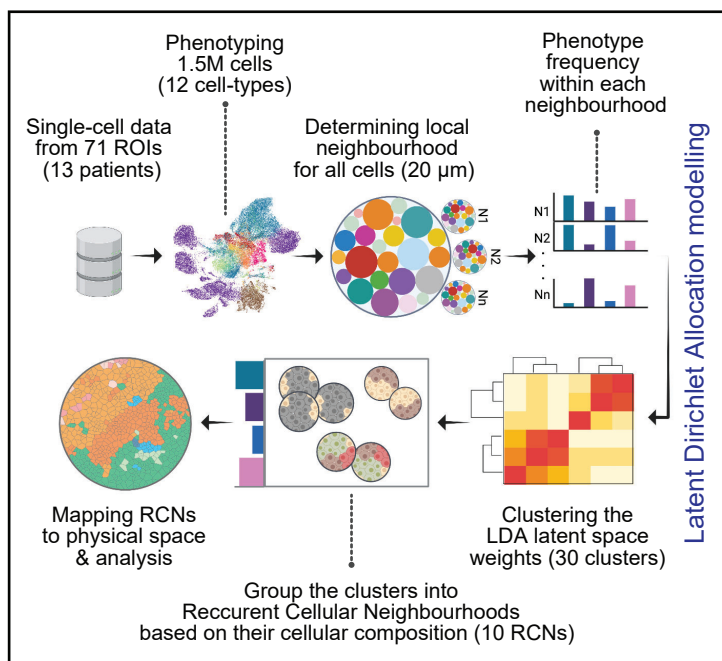 Phenotyping
1.5M cells
(12 cell-types)
Phenotype
frequency
within each
neighbourhood
Single-cell data
from 71 ROIs
(13 patients)
Determining local
neighbourhood
for all cells (20 µm)
N1
N2
Nn
N1
N2
.
.
.
Nn
Latent Dirichlet Allocation modelling
Mapping RCNs
to physical space
& analysis
Clustering the
LDA latent space
weights (30 clusters)
Group the clusters into
Reccurent Cellular Neighbourhoods
based on their cellular composition (10 RCNs)